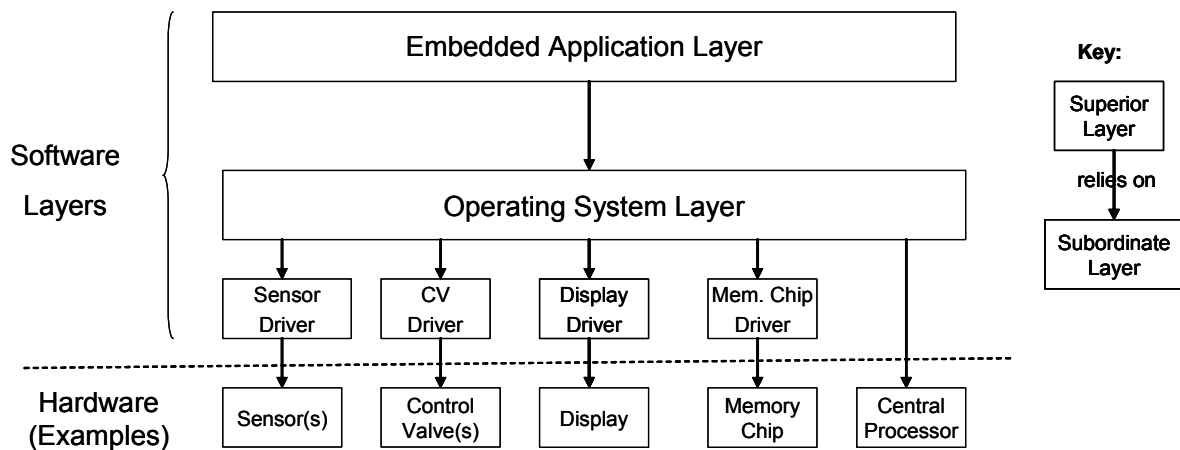 Embedded Application Layer
Key:
Superior
Layer
relies on
Subordinate
Layer
Software
Layers
Operating System Layer
Sensor
Driver
CV
Driver
Display
Driver
Mem. Chip
Driver
Hardware
(Examples)
Sensor(s)
Control
Valve(s)
Display
Memory
Chip
Central
Processor